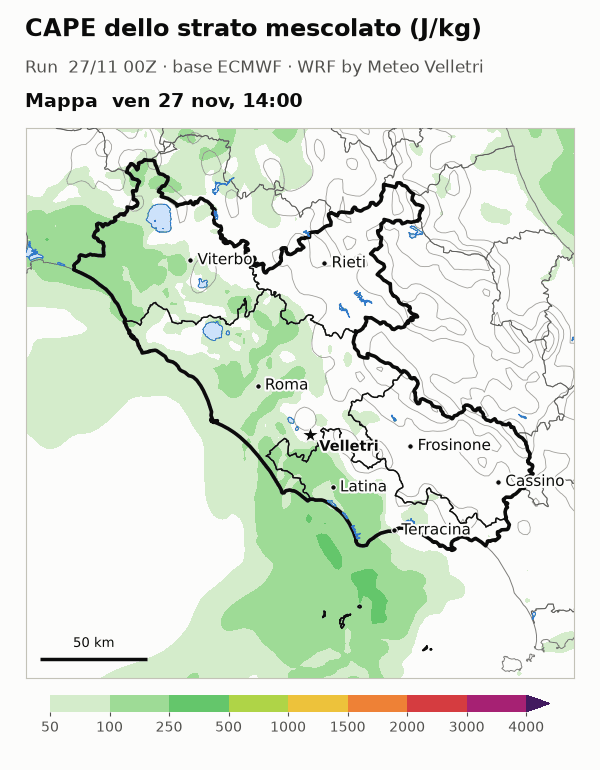 CAPE dello strato mescolato (J/kg)
Run  27/11 00Z · base ECMWF · WRF by Meteo Velletri
Mappa  ven 27 nov, 14:00
Viterbo
Rieti
Roma
Velletri
Frosinone
Cassino
Latina
Terracina
50 km
50 100 250 500 1000 1500 2000 3000 4000